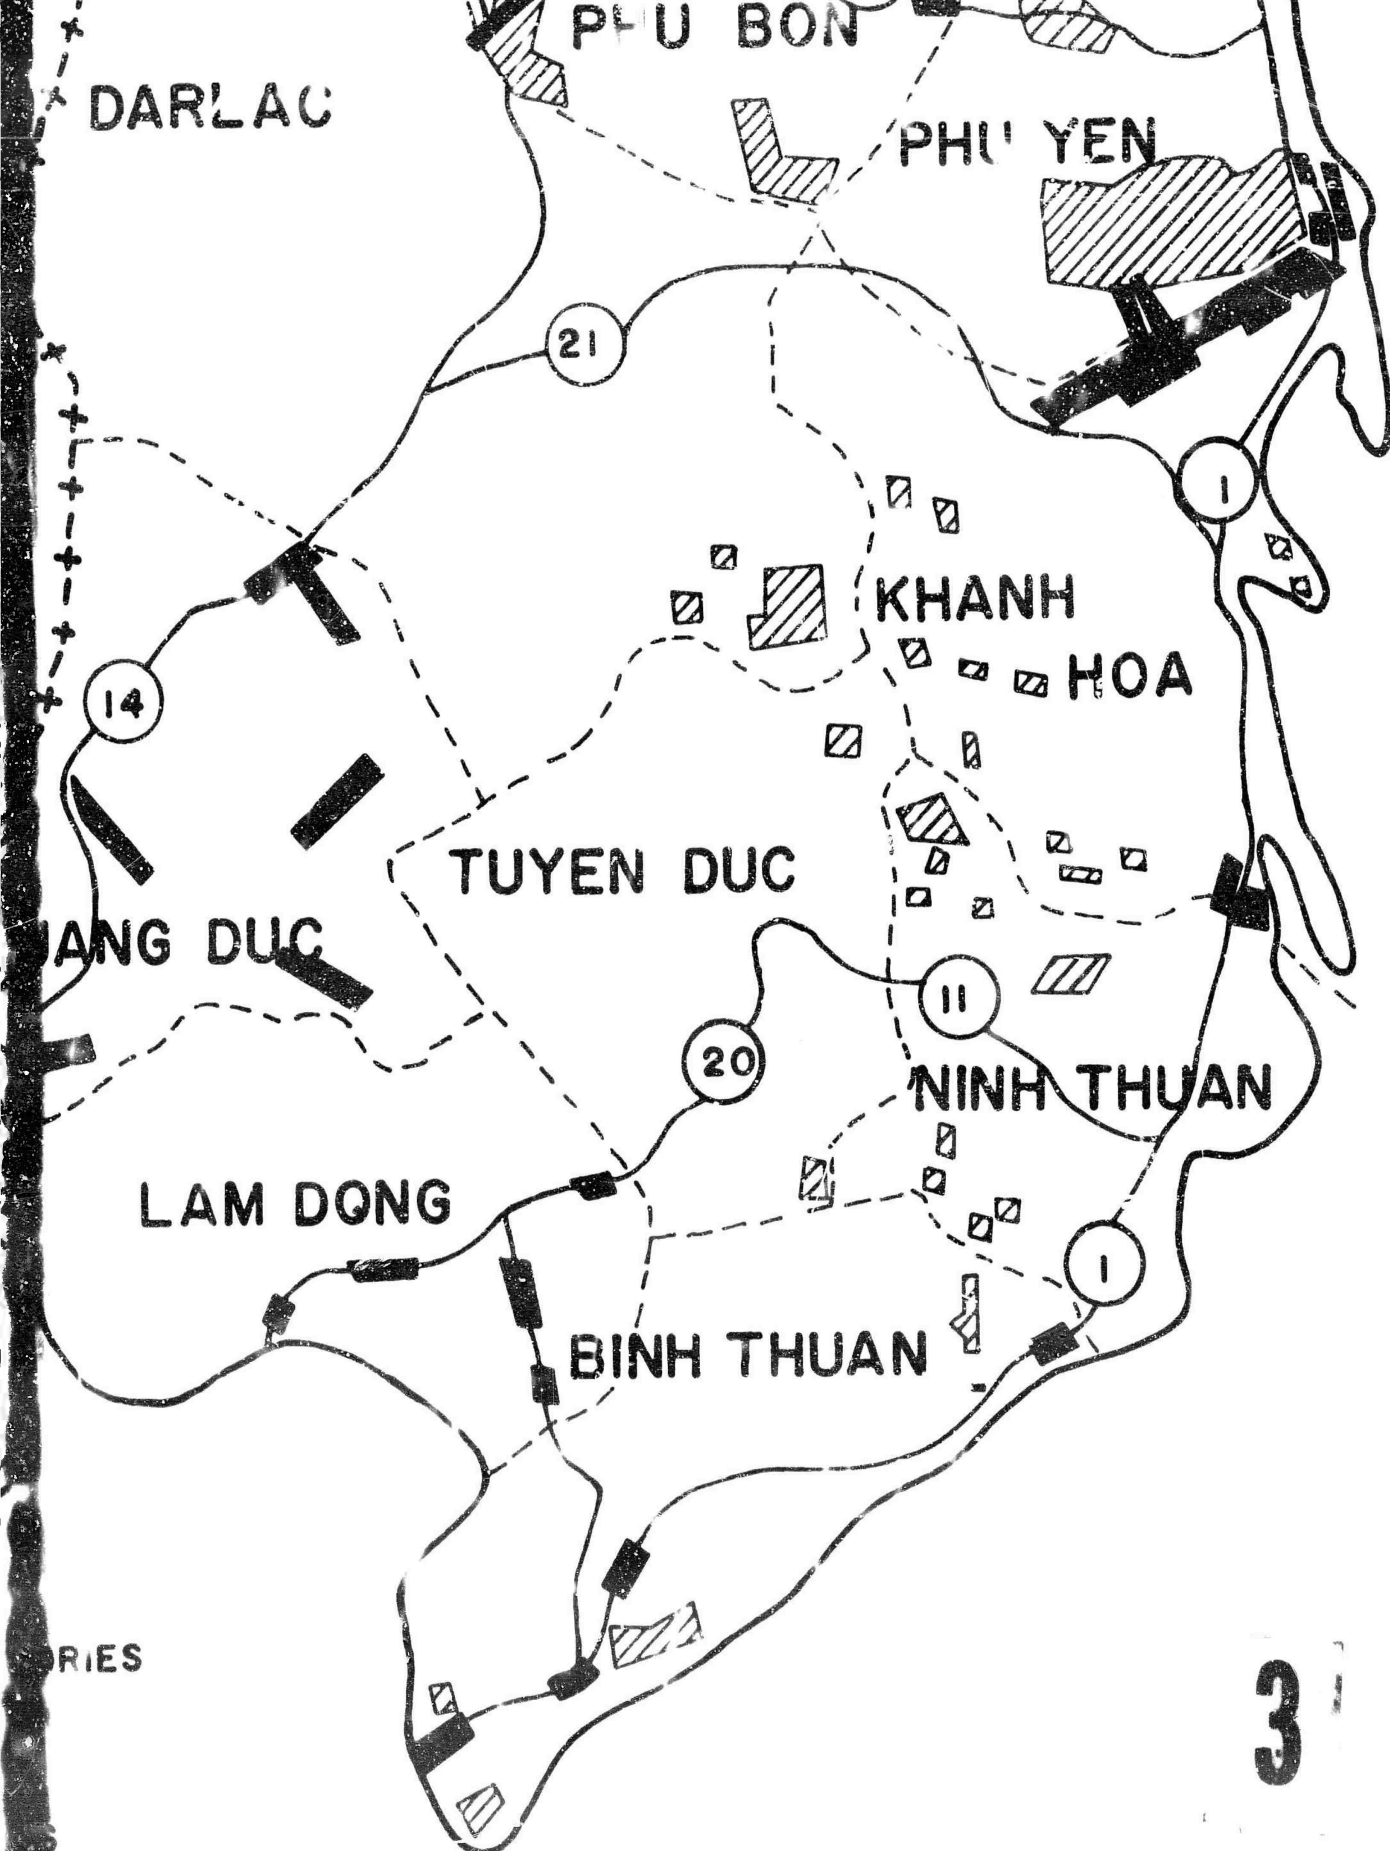 PHU BON
DARLAC
PHU YEN
21
1
KHANH
HOA
14
TUYEN DUC
UANG DUC
11
20
NINH THUAN
LAM DONG
1
BINH THUAN
RIES
3